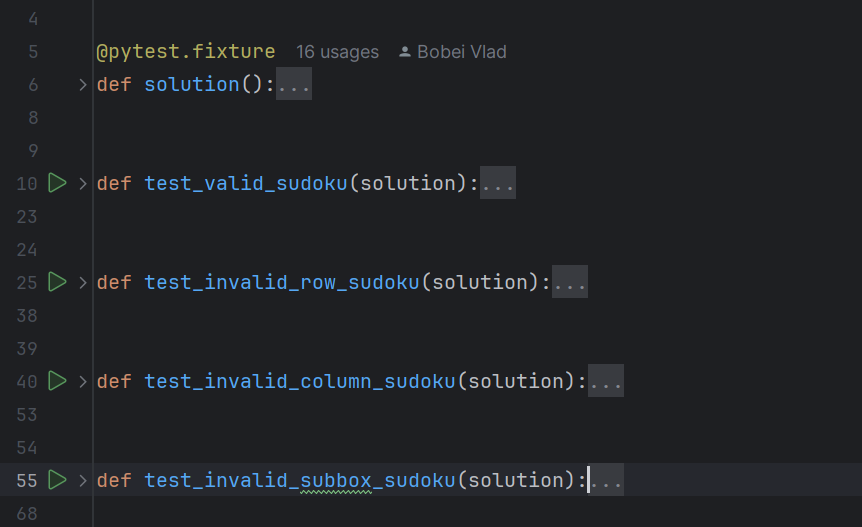 4
5 @pytest.fixture 16 usages Bobei Vlad
6 def solution():...
8
9
10 def test_valid_sudoku(solution):...
23
24
25 def test_invalid_row_sudoku(solution):...
38
39
40 def test_invalid_column_sudoku(solution):...
53
54
55 def test_invalid_subbox_sudoku(solution):...
68